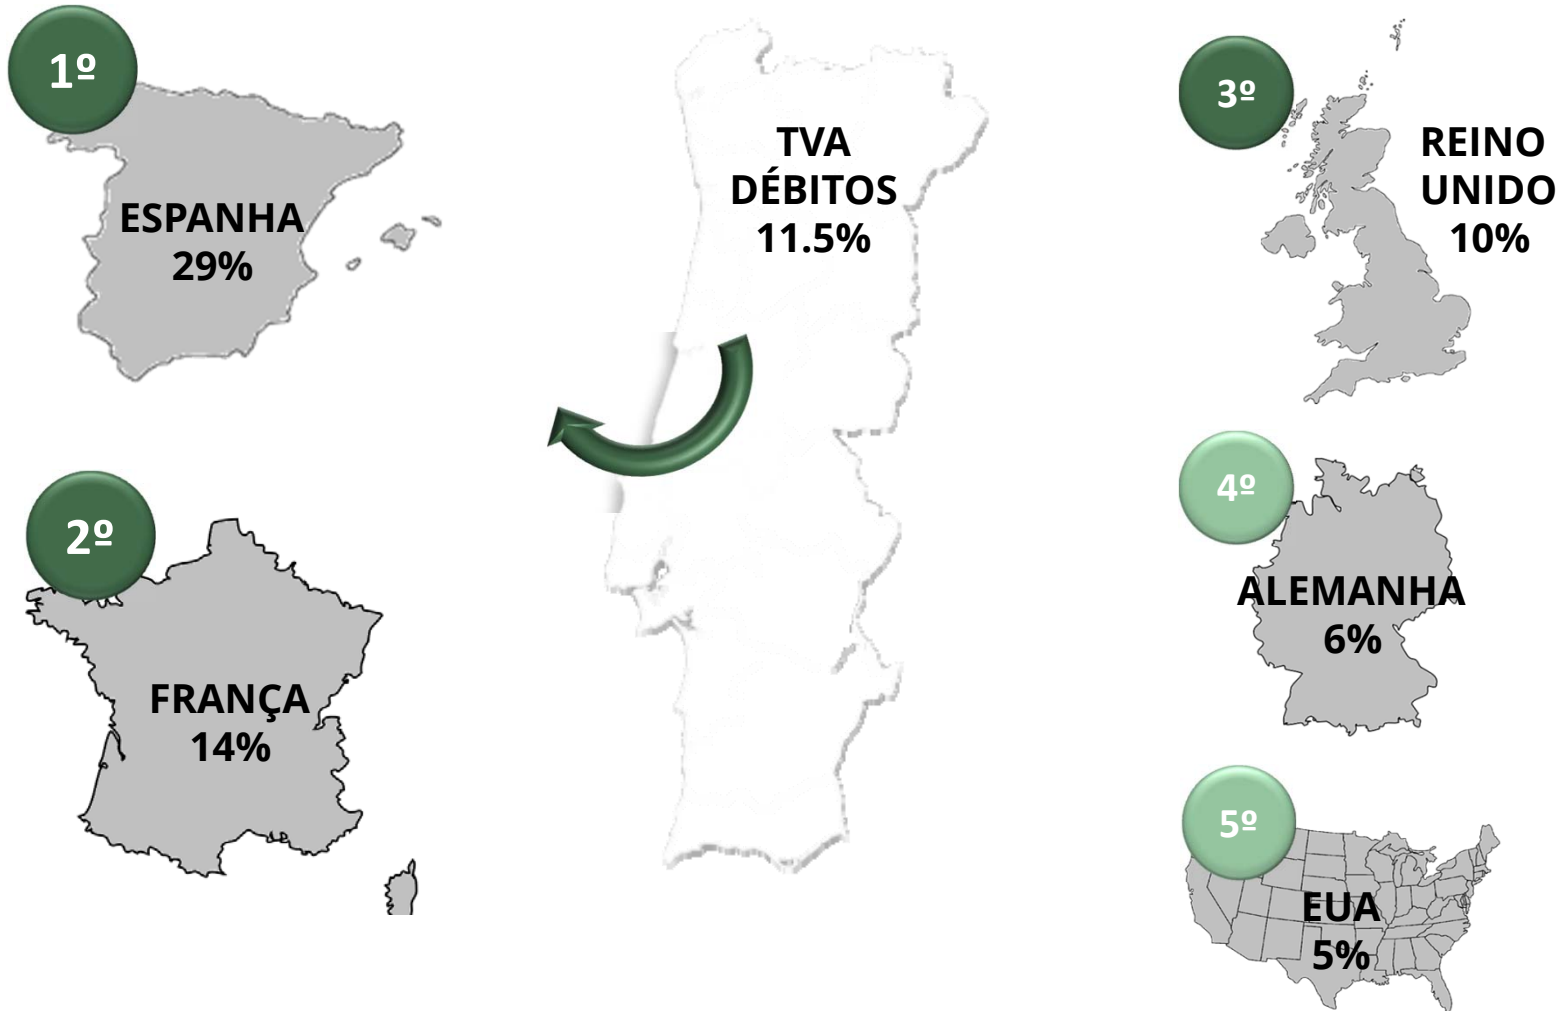 1º
ESPANHA
29%
2º
FRANÇA
14%
TVA
DÉBITOS
11.5%
3º
REINO
UNIDO
10%
4º
ALEMANHA
6%
5º
EUA
5%